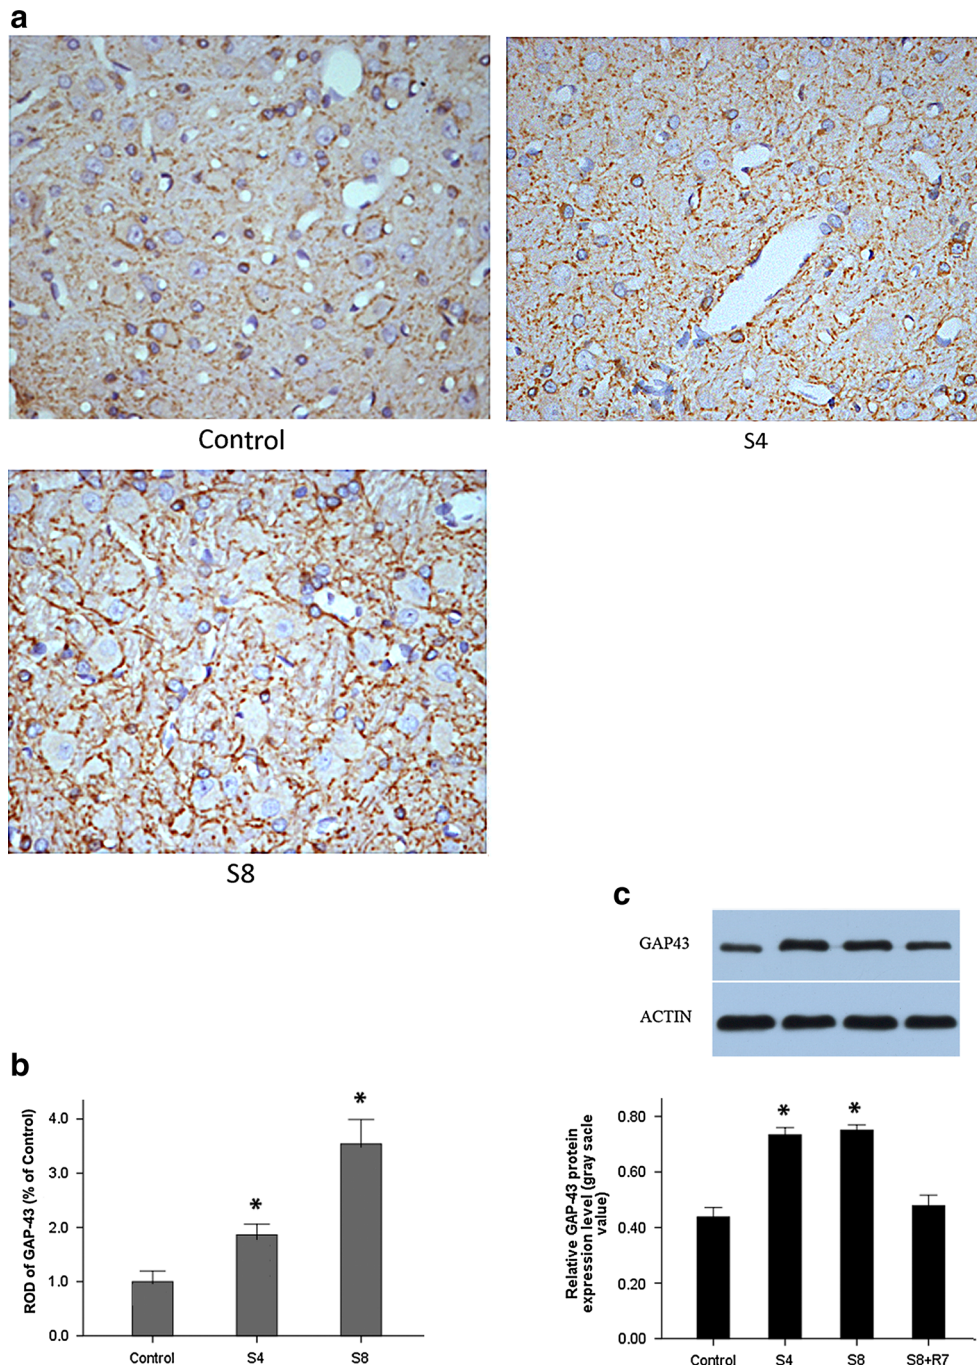 a
Control
S4
S8
c
GAP43
ACTIN
b
ROD of GAP-43 (% of Control)
4.0
3.0
2.0
1.0
0.0
*
*
Control
S4
S8
Relative GAP-43 protein
expression level (gray sacle
value)
0.80
0.60
0.40
0.20
0.00
*
*
Control
S4
S8
S8+R7